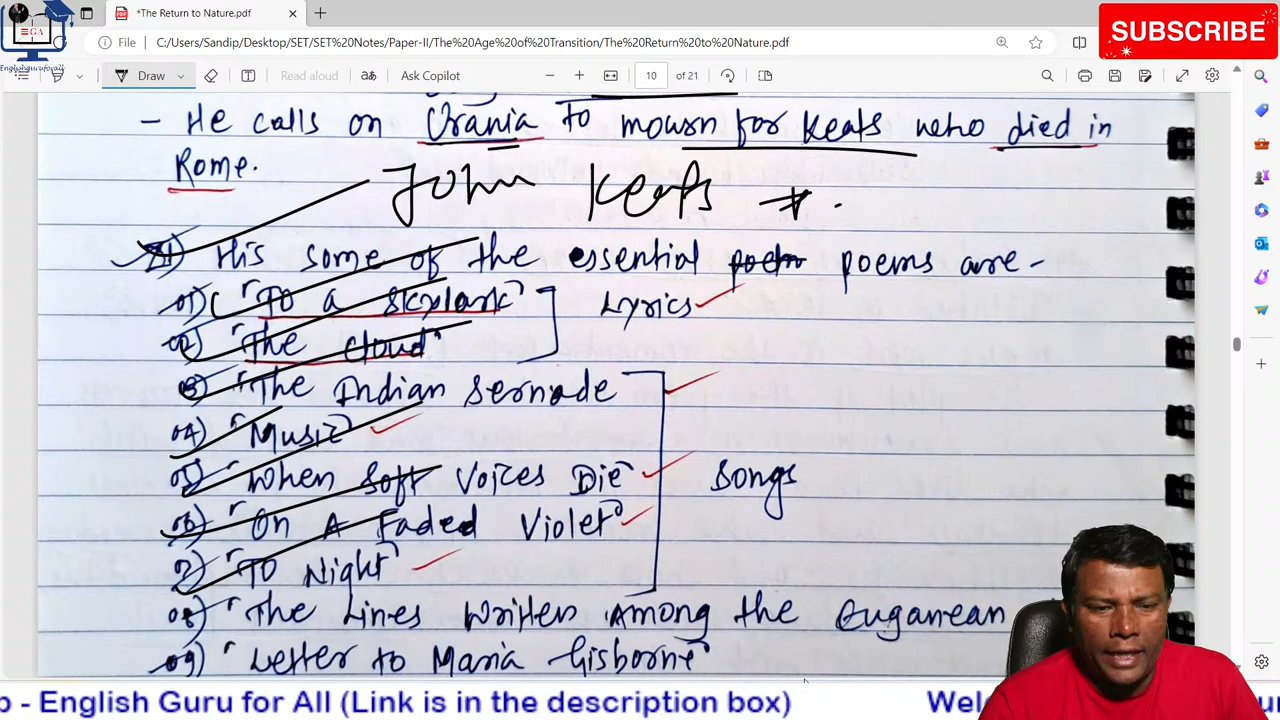 *The Return to Nature.pdf
File C:/Users/Sandip/Desktop/SET/SET%20Notes/Paper-II/The%20Age%20of%20Transition/The%20Return%20to%20Nature.pdf
SUBSCRIBE
EGA
Englishguruforall
Draw Read aloud Ask Copilot 10 of 21
- He calls on Urania to mourn for Keats who died in
Rome.
John Keats
His some of the essential poems are-
01) "To a Skylark"
Lyrics
02) "The Cloud"
03) "The Indian Sernade
04) "Music"
05) "When Soft Voices Die"
Songs
06) "On A Faded Violet"
7) "To Night"
08) "The Lines Written Among the Euganean
09) "Letter to Maria Gisborne"
p - English Guru for All (Link is in the description box) Welc